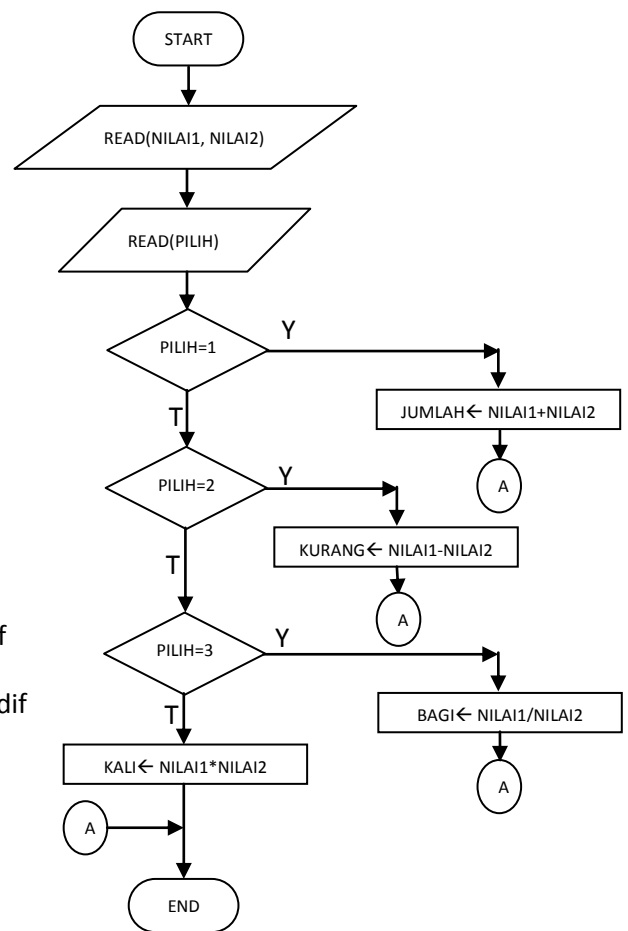 START
READ(NILAI1, NILAI2)
READ(PILIH)
PILIH=1
Y
JUMLAH← NILAI1+NILAI2
T
A
PILIH=2
Y
KURANG← NILAI1-NILAI2
T
A
PILIH=3
Y
f
dif
BAGI← NILAI1/NILAI2
T
KALI← NILAI1*NILAI2
A
A
END